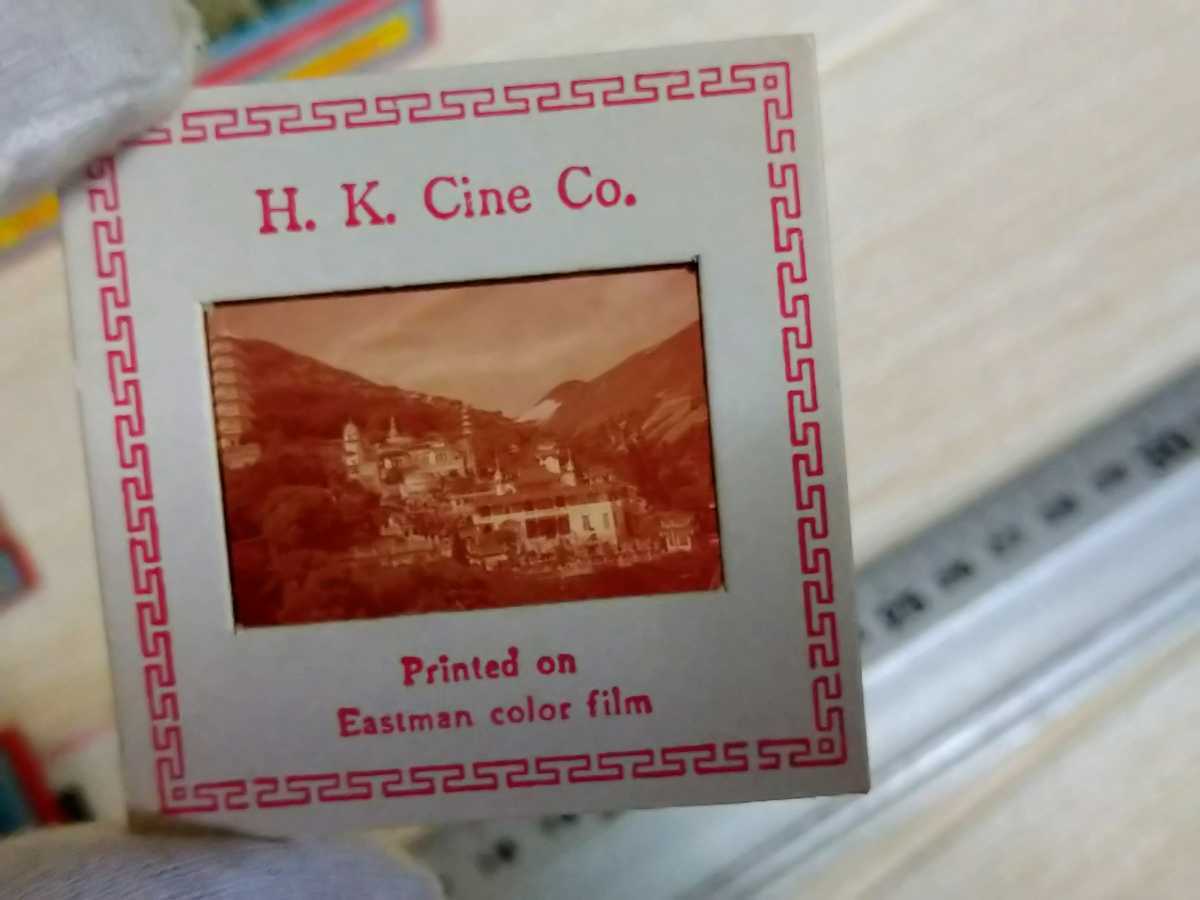 H. K. Cine Co.
Printed on
Eastman color film